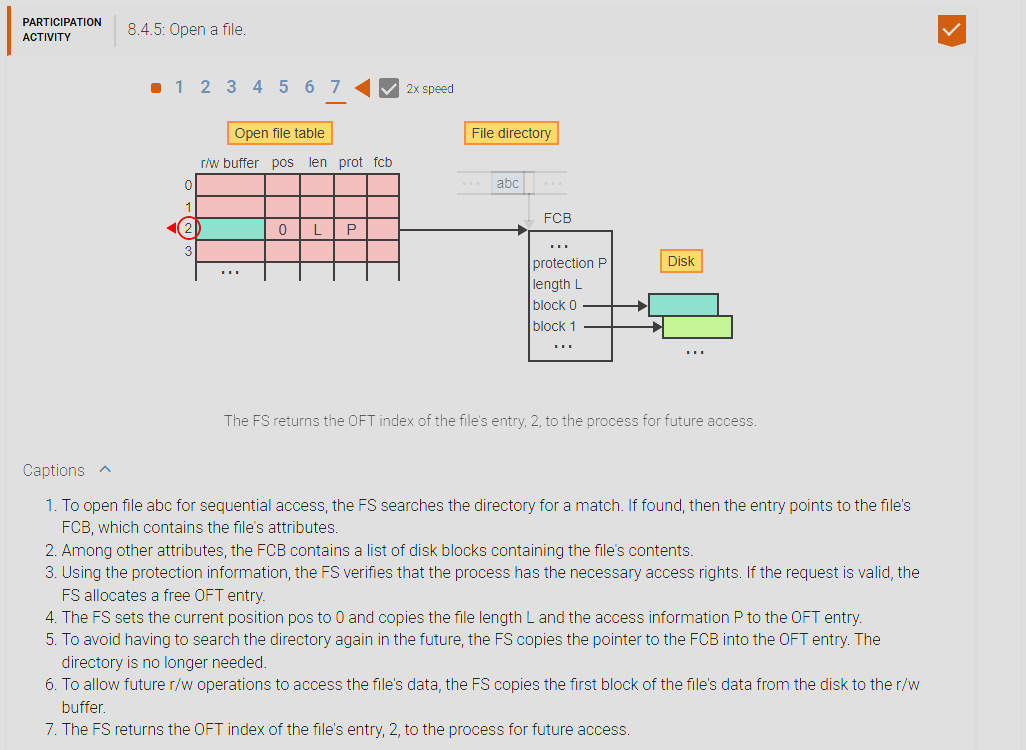 PARTICIPATION
ACTIVITY
8.4.5: Open a file.
1 2 3 4 5 6 7 2x speed
Open file table
File directory
r/w buffer pos len prot fcb
0
... abc ...
1
2 0 L P
FCB
3
...
...
protection P
Disk
length L
block 0
block 1
...
...
The FS returns the OFT index of the file's entry, 2, to the process for future access.
Captions
1. To open file abc for sequential access, the FS searches the directory for a match. If found, then the entry points to the file's
FCB, which contains the file's attributes.
2. Among other attributes, the FCB contains a list of disk blocks containing the file's contents.
3. Using the protection information, the FS verifies that the process has the necessary access rights. If the request is valid, the
FS allocates a free OFT entry.
4. The FS sets the current position pos to 0 and copies the file length L and the access information P to the OFT entry.
5. To avoid having to search the directory again in the future, the FS copies the pointer to the FCB into the OFT entry. The
directory is no longer needed.
6. To allow future r/w operations to access the file's data, the FS copies the first block of the file's data from the disk to the r/w
buffer.
7. The FS returns the OFT index of the file's entry, 2, to the process for future access.